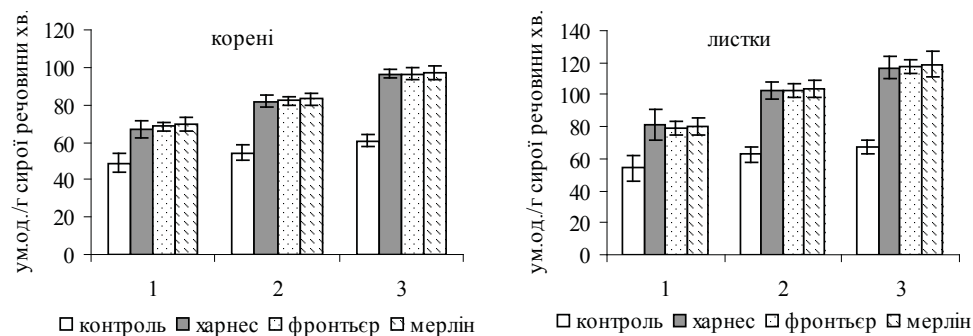 корені
ум.од./г сирої речовини хв.
120
100
80
60
40
20
0
1 2 3
контроль харнес фронтьєр мерлін
листки
ум.од./г сирої речовини хв.
140
120
100
80
60
40
20
0
1 2 3
контроль харнес фронтьєр мерлін